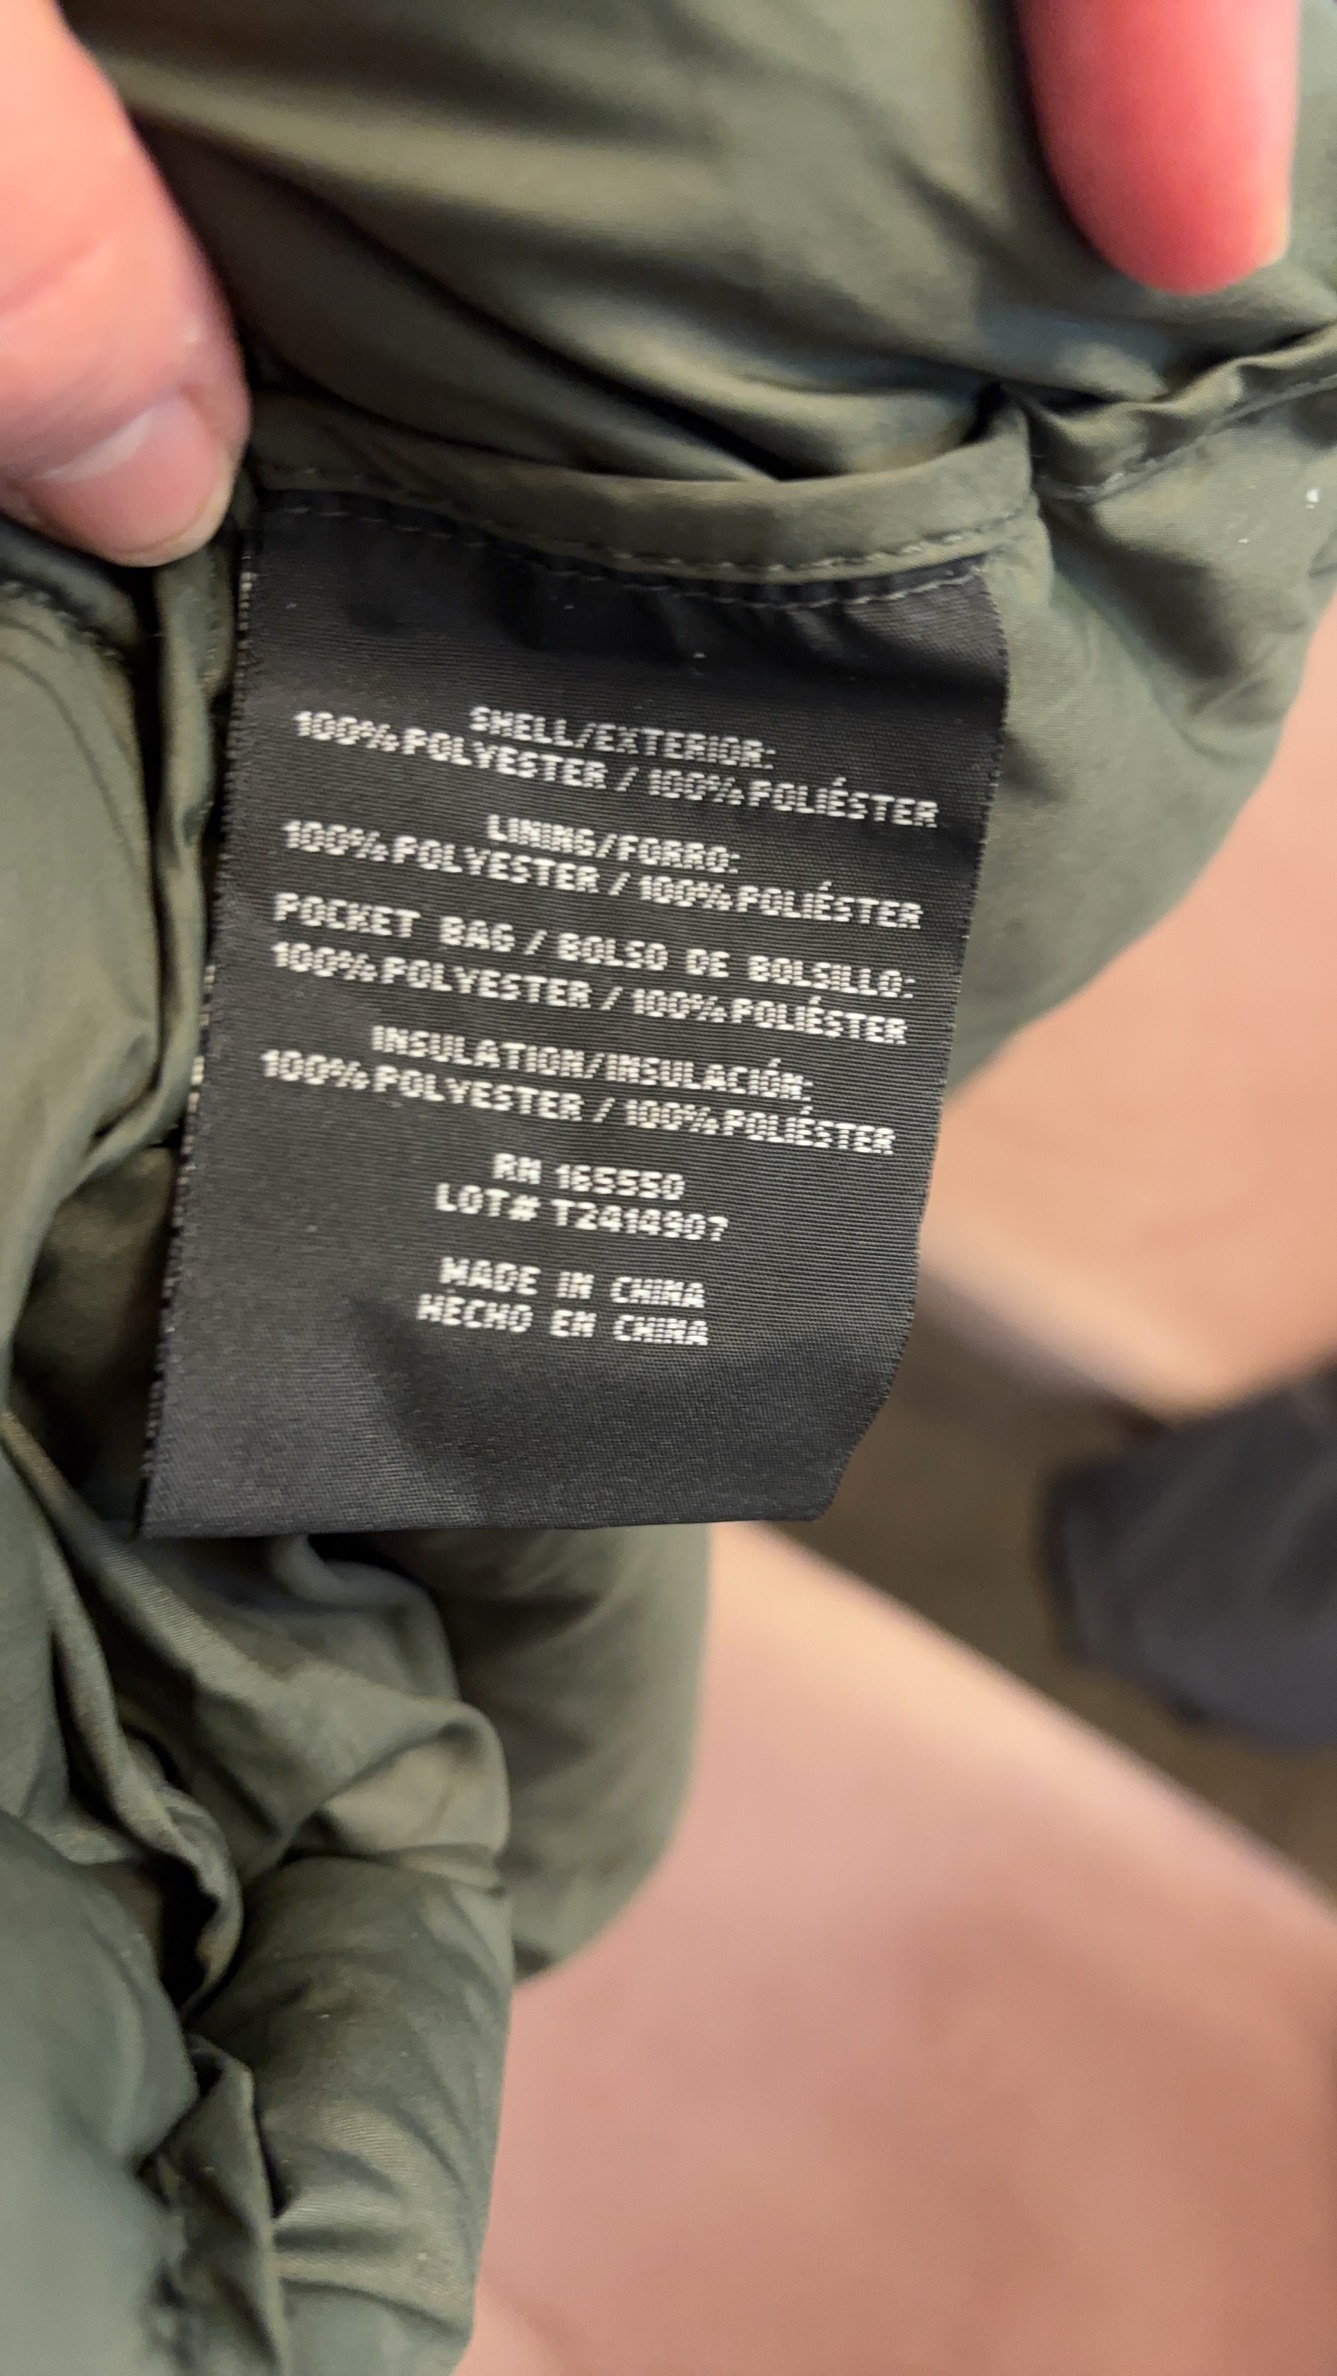 SHELL/EXTERIOR:
100% POLYESTER / 100% POLIÉSTER
LINING/FORRO:
100% POLYESTER / 100% POLIÉSTER
POCKET BAG / BOLSO DE BOLSILLO:
100% POLYESTER / 100% POLIÉSTER
INSULATION/INSULACIÓN:
100% POLYESTER / 100% POLIÉSTER
RN 165550
LOT# T2414907
MADE IN CHINA
HECHO EN CHINA